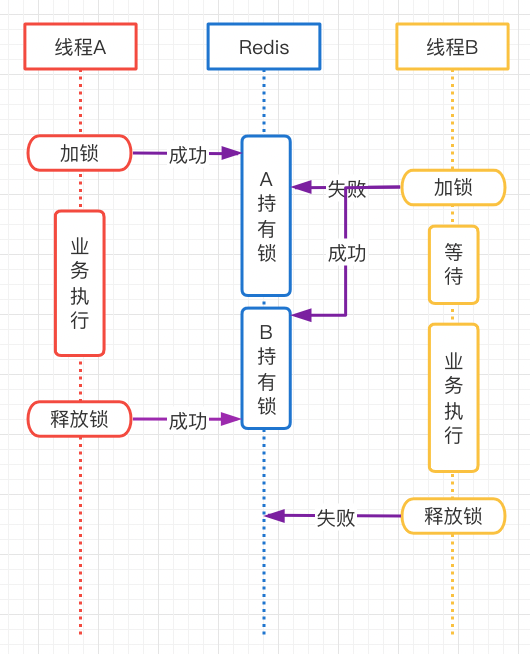 线程A
Redis
线程B
加锁
成功
A持有锁
失败
加锁
成功
等待
业务执行
B持有锁
业务执行
释放锁
成功
失败
释放锁